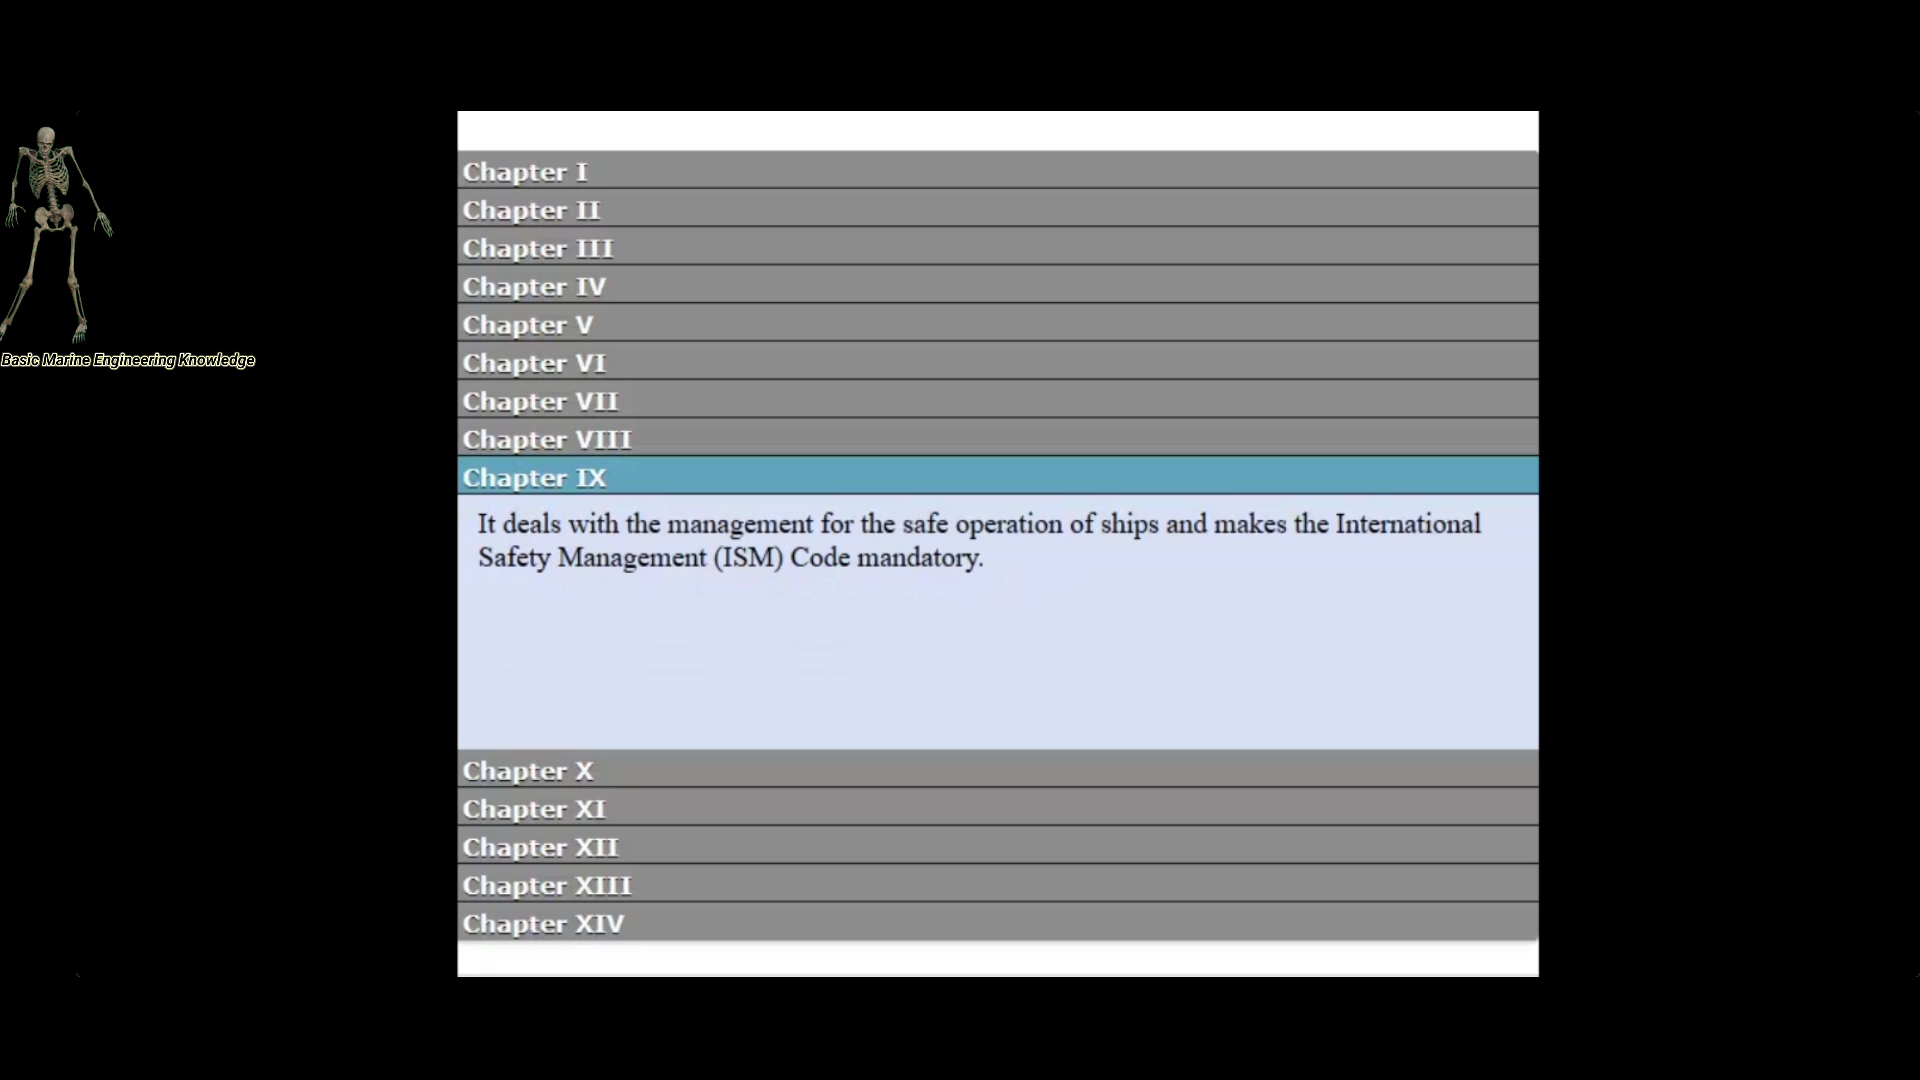 Chapter I
Chapter II
Chapter III
Chapter IV
Chapter V
Chapter VI
Chapter VII
Chapter VIII
Chapter IX
It deals with the management for the safe operation of ships and makes the International
Safety Management (ISM) Code mandatory.
Chapter X
Chapter XI
Chapter XII
Chapter XIII
Chapter XIV
Basic Marine Engineering Knowledge